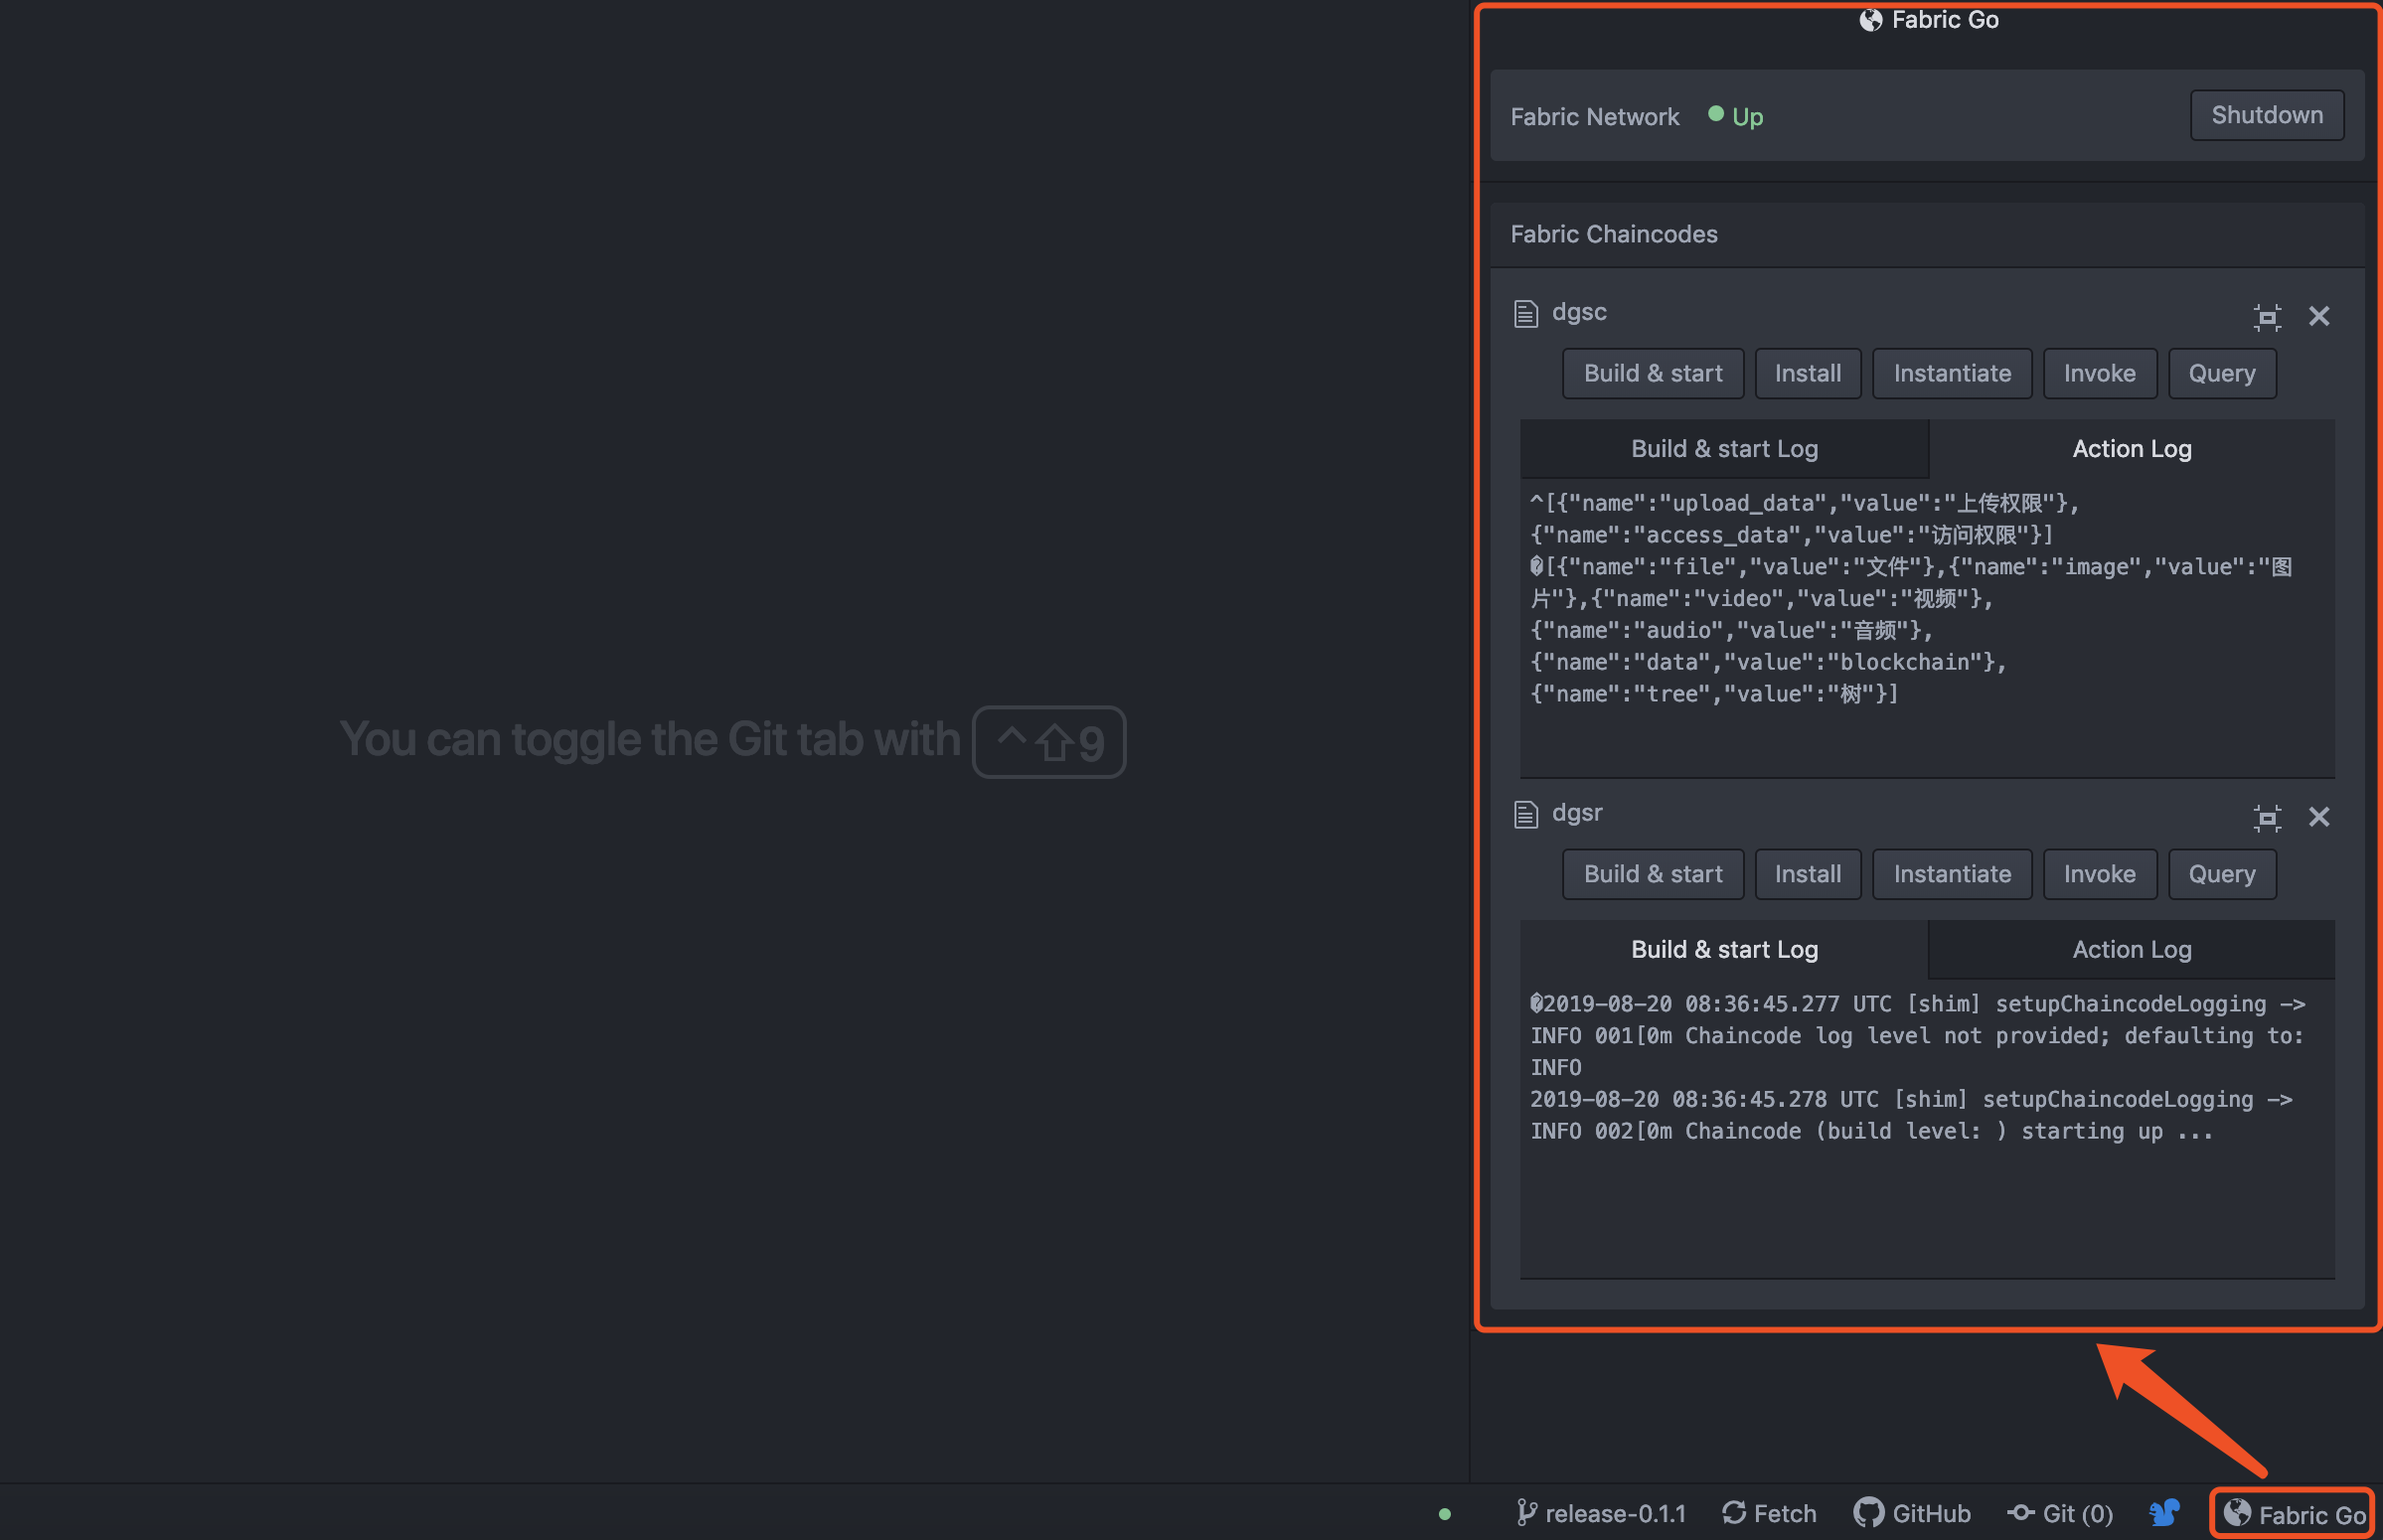 Fabric Go
Fabric Network Up Shutdown
Fabric Chaincodes
dgsc
Build & start Install Instantiate Invoke Query
Build & start Log Action Log
^[{"name":"upload_data","value":"上传权限"},
{"name":"access_data","value":"访问权限"}]
�[{"name":"file","value":"文件"},{"name":"image","value":"图
片"},{"name":"video","value":"视频"},
{"name":"audio","value":"音频"},
{"name":"data","value":"blockchain"},
{"name":"tree","value":"树"}]
You can toggle the Git tab with ^⇧9
dgsr
Build & start Install Instantiate Invoke Query
Build & start Log Action Log
�2019-08-20 08:36:45.277 UTC [shim] setupChaincodeLogging ->
INFO 001[0m Chaincode log level not provided; defaulting to:
INFO
2019-08-20 08:36:45.278 UTC [shim] setupChaincodeLogging ->
INFO 002[0m Chaincode (build level: ) starting up ...
release-0.1.1 Fetch GitHub Git (0) Fabric Go